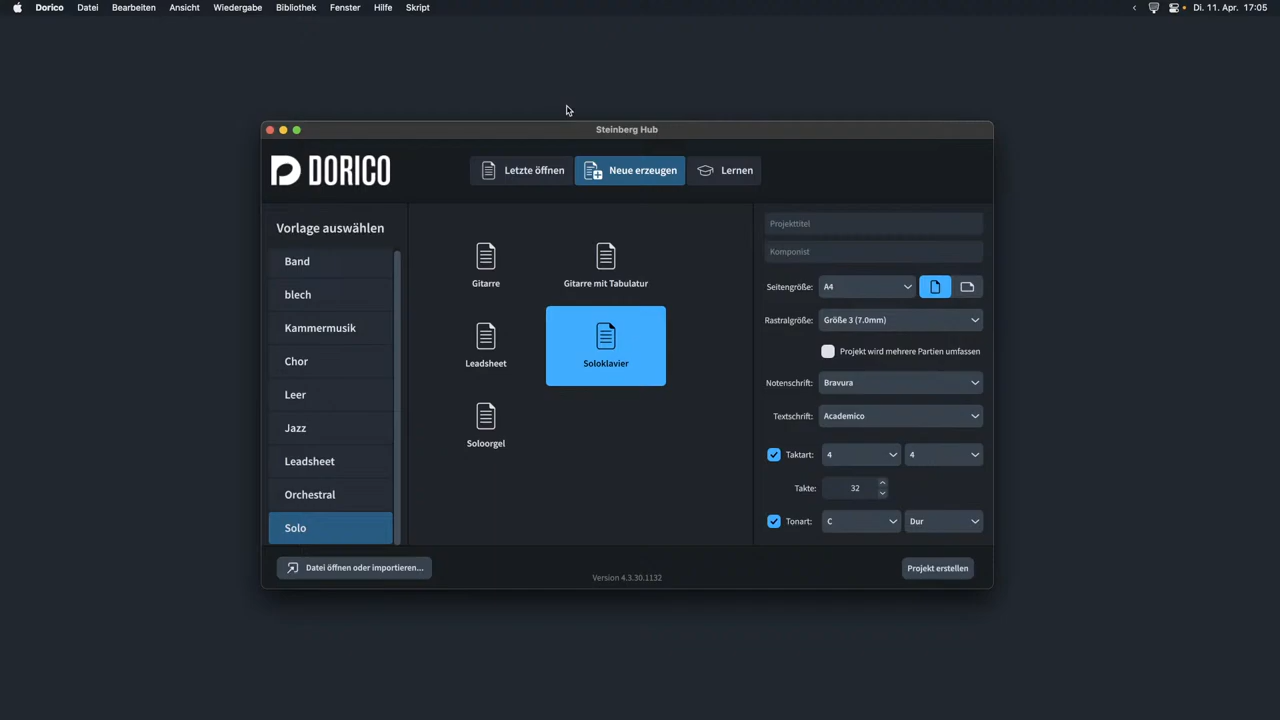 Dorico Datei Bearbeiten Ansicht Wiedergabe Bibliothek Fenster Hilfe Skript Di. 11. Apr. 17:05
Steinberg Hub
DORICO
Letzte öffnen
Neue erzeugen
Lernen
Vorlage auswählen
Band
blech
Kammermusik
Chor
Leer
Jazz
Leadsheet
Orchestral
Solo
Gitarre
Gitarre mit Tabulatur
Leadsheet
Soloklavier
Soloorgel
Projekttitel
Komponist
Seitengröße: A4
Rastralgröße: Größe 3 (7.0mm)
Projekt wird mehrere Partien umfassen
Notenschrift: Bravura
Textschrift: Academico
Taktart: 4 4
Takte: 32
Tonart: C Dur
Datei öffnen oder importieren...
Version 4.3.30.1132
Projekt erstellen